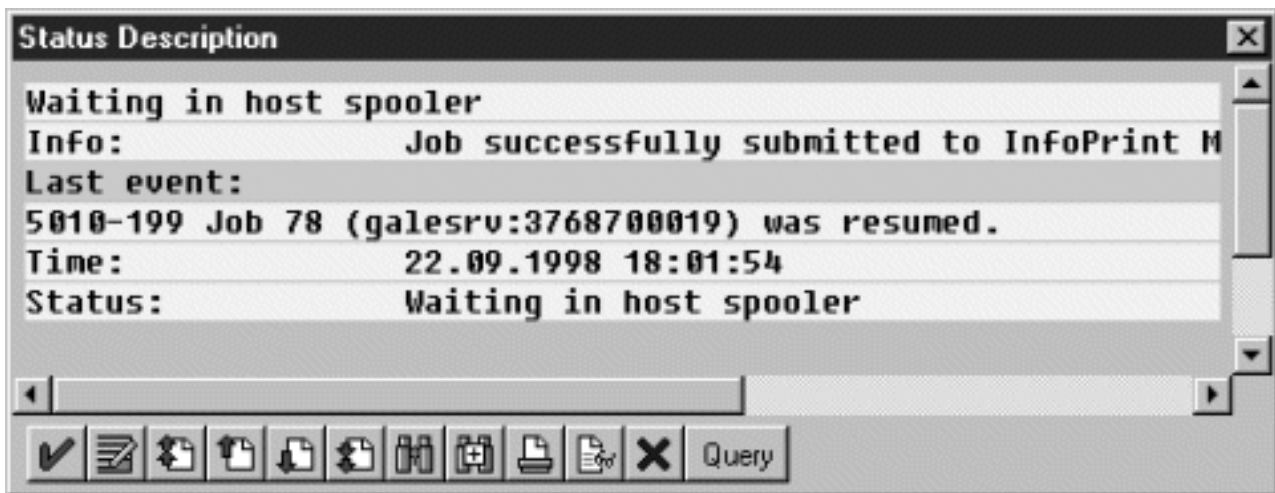 Status Description
Waiting in host spooler
Info: Job successfully submitted to InfoPrint M
Last event:
5010-199 Job 78 (galesrv:3768700019) was resumed.
Time: 22.09.1998 18:01:54
Status: Waiting in host spooler
Query